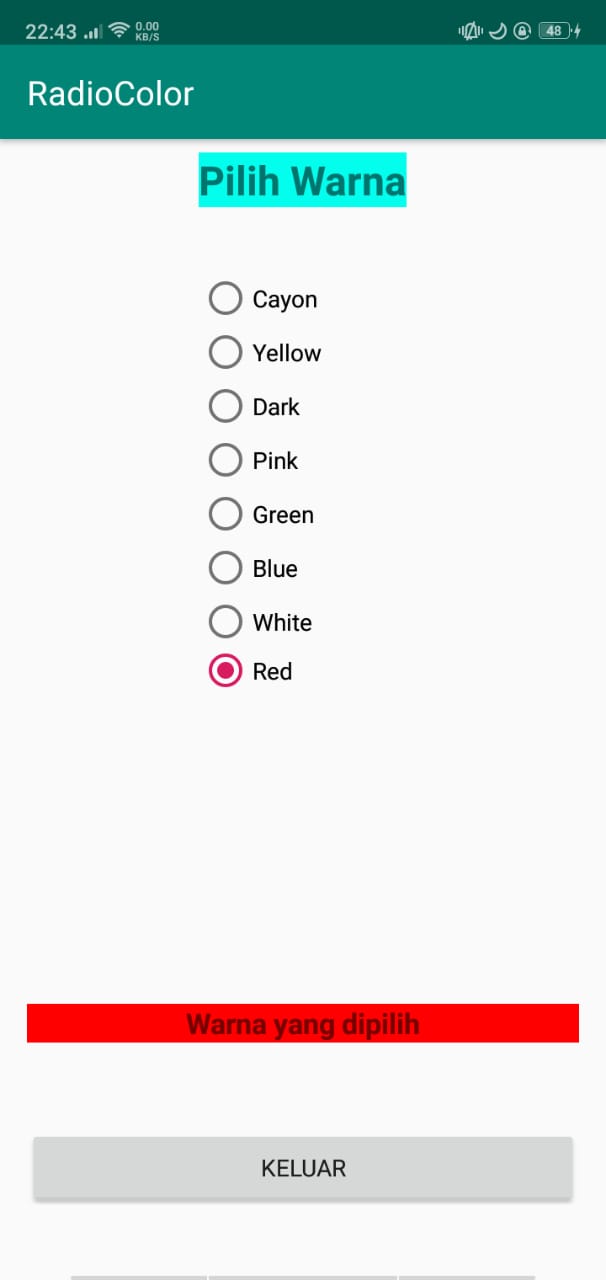 22:43 0.00 KB/S 48
RadioColor
Pilih Warna
Cayon
Yellow
Dark
Pink
Green
Blue
White
Red
Warna yang dipilih
KELUAR